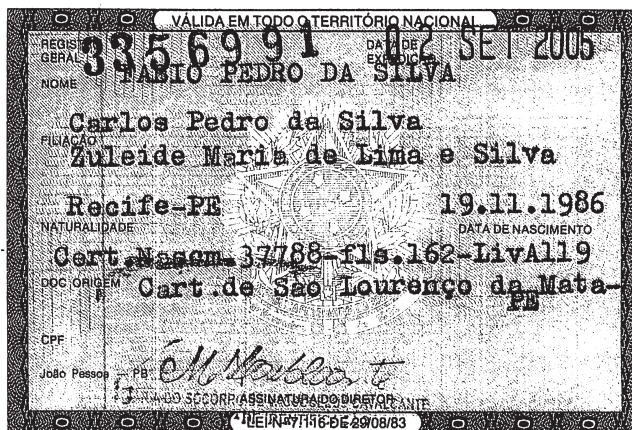 VÁLIDA EM TODO O TERRITÓRIO NACIONAL
REGISTRO GERAL 3356991 DATA DE EXPEDIÇÃO 02 SET 2005
NOME FABIO PEDRO DA SILVA
Carlos Pedro da Silva
FILIAÇÃO
Zuleide Maria de Lima e Silva
Recife-PE 19.11.1986
NATURALIDADE DATA DE NASCIMENTO
Cert.Nascm.37788-fls.162-LivA119
DOC ORIGEM Cart.de Sao Lourenço da Mata-
PE
CPF
João Pessoa - PB
ASSINATURA DO DIRETOR
LEI Nº 7.116 DE 29/08/83